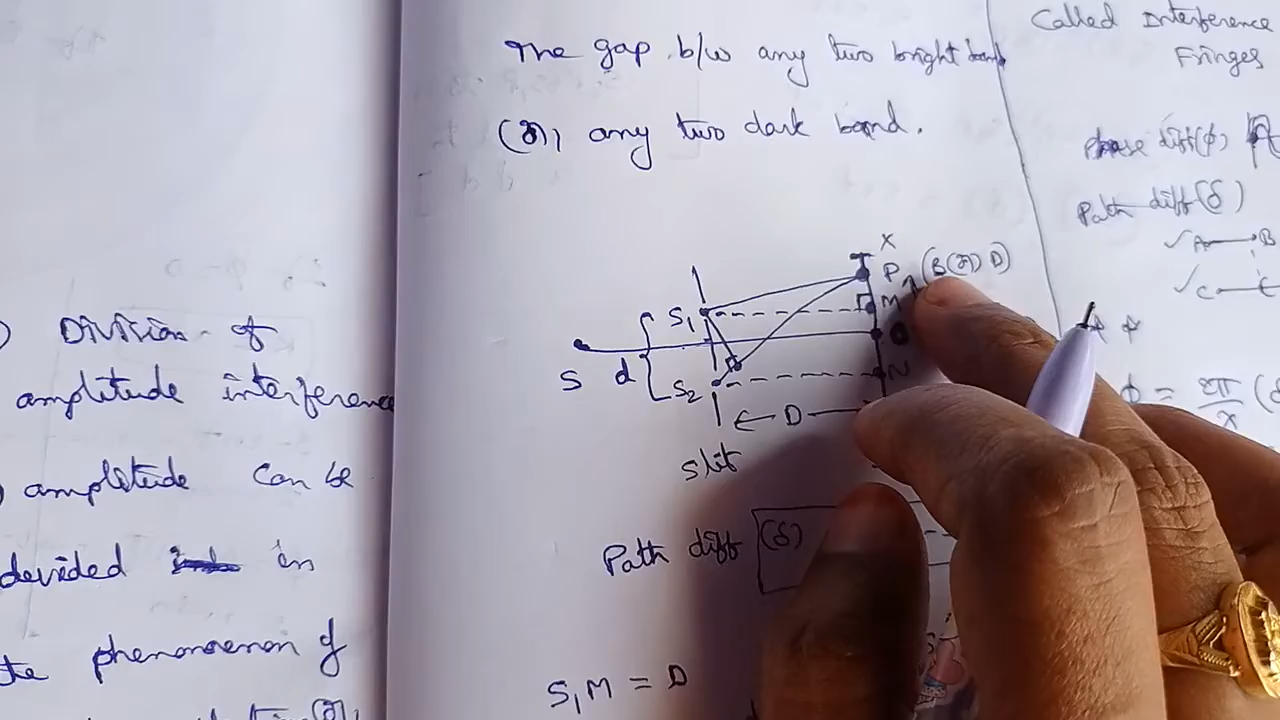 Division of
amplitude interference
amplitude can be
devided in
the phenomenon of
The gap b/w any two bright band
(or) any two dark band.
X
P (B (or) D)
S1 M
O
S d
S2 N
← D
Slit
Path diff (δ)
S1M = D
Called Interference
Fringes
Phase diff(φ)
Path diff(δ)
✓ A → B
✓ C
φ = 2π/x